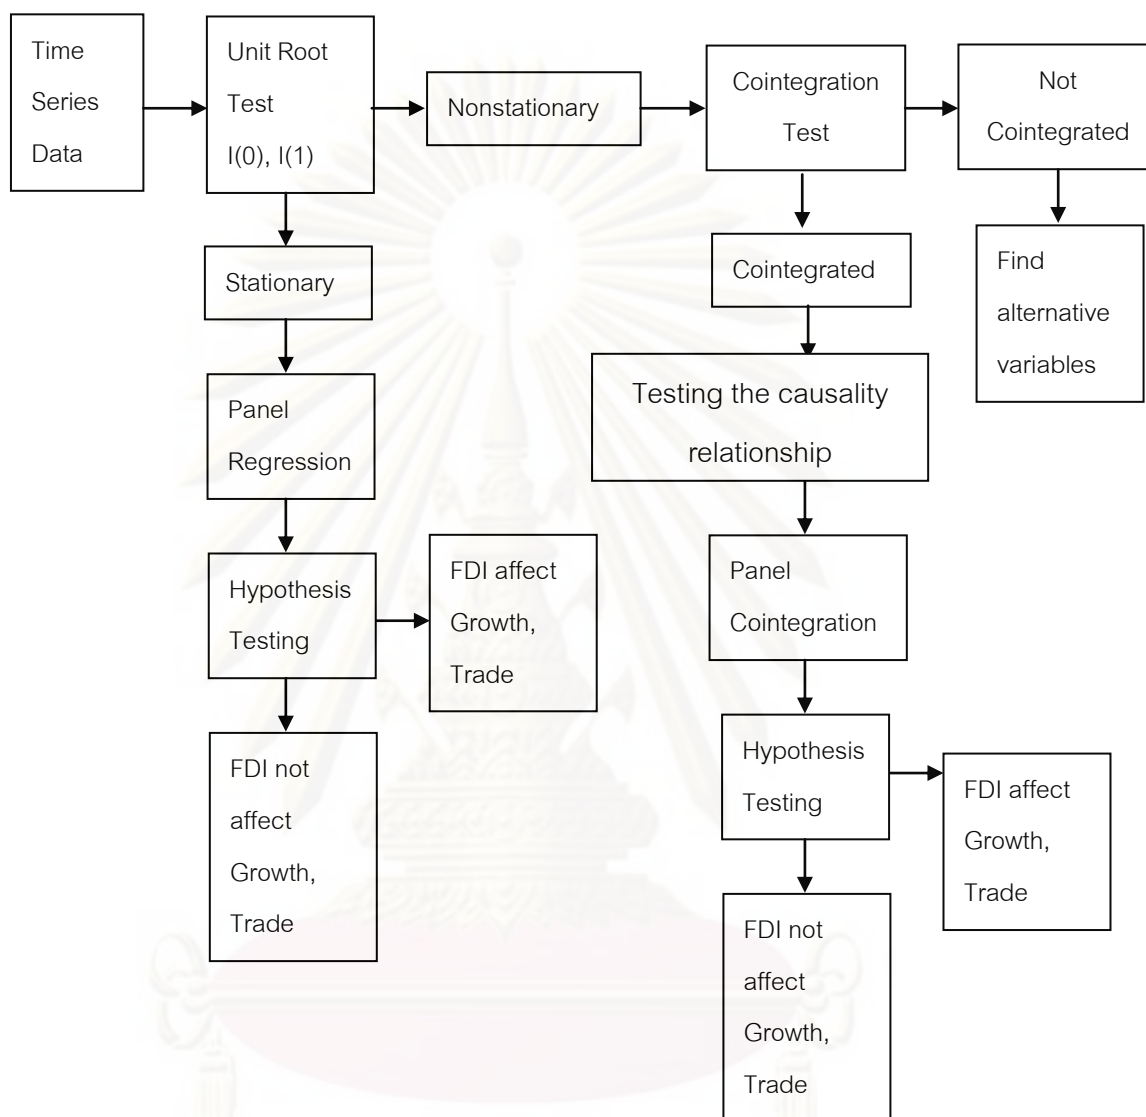 Time
Series
Data
Unit Root
Test
I(0), I(1)
Nonstationary
Cointegration
Test
Not
Cointegrated
Stationary
Cointegrated
Find
alternative
variables
Panel
Regression
Testing the causality
relationship
Hypothesis
Testing
FDI affect
Growth,
Trade
Panel
Cointegration
FDI not
affect
Growth,
Trade
Hypothesis
Testing
FDI affect
Growth,
Trade
FDI not
affect
Growth,
Trade